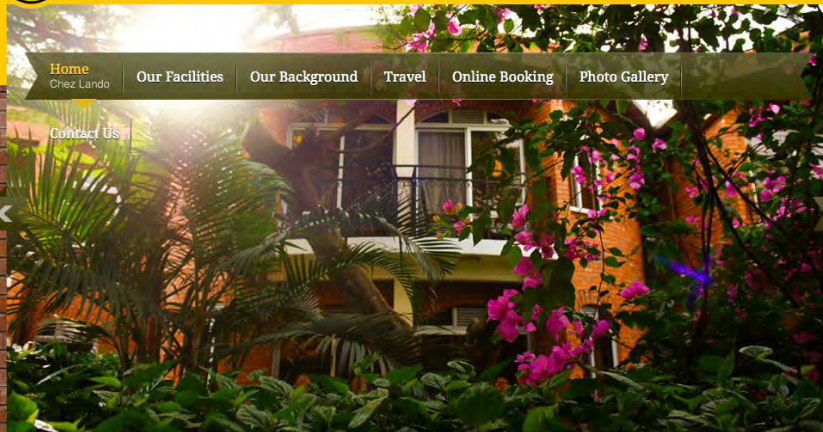 Home
Chez Lando
Our Facilities
Our Background
Travel
Online Booking
Photo Gallery
Contact Us